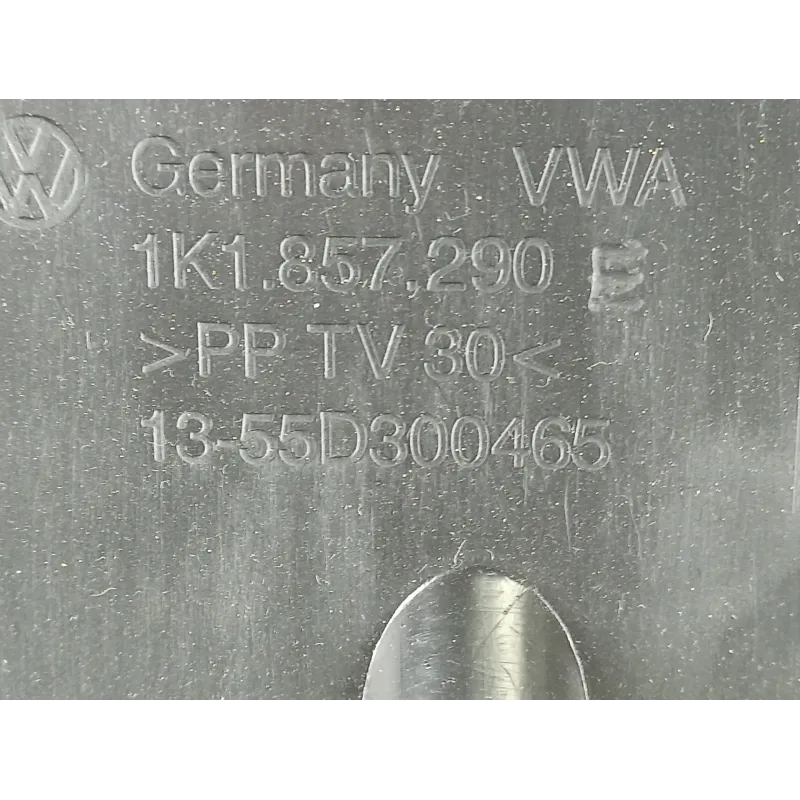 Germany VWA
1K1.857.290 E
>PP TV 30<
13-55D300465